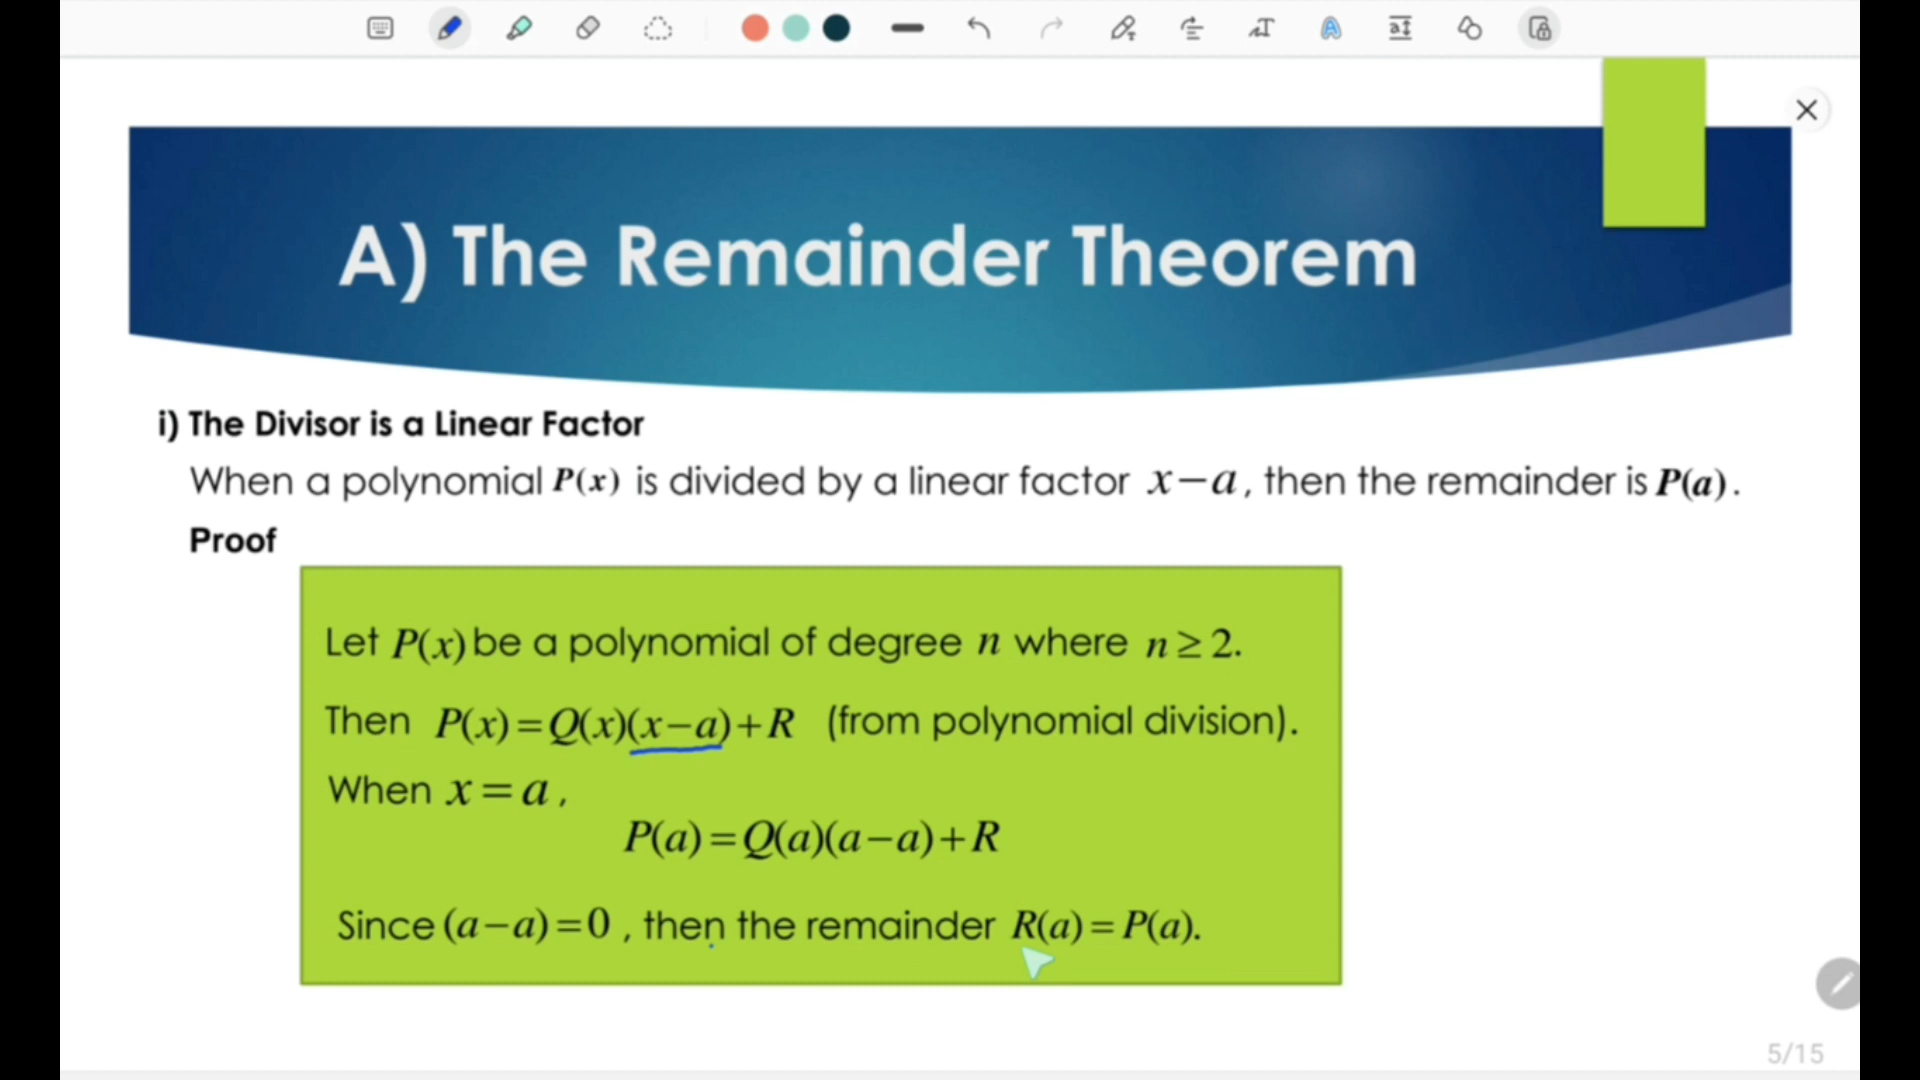 A) The Remainder Theorem
i) The Divisor is a Linear Factor
When a polynomial P(x) is divided by a linear factor x−a, then the remainder is P(a).
Proof
Let P(x) be a polynomial of degree n where n ≥ 2.
Then P(x)=Q(x)(x−a)+R (from polynomial division).
When x = a,
P(a)=Q(a)(a−a)+R
Since (a−a)=0, then the remainder R(a)=P(a).
5/15